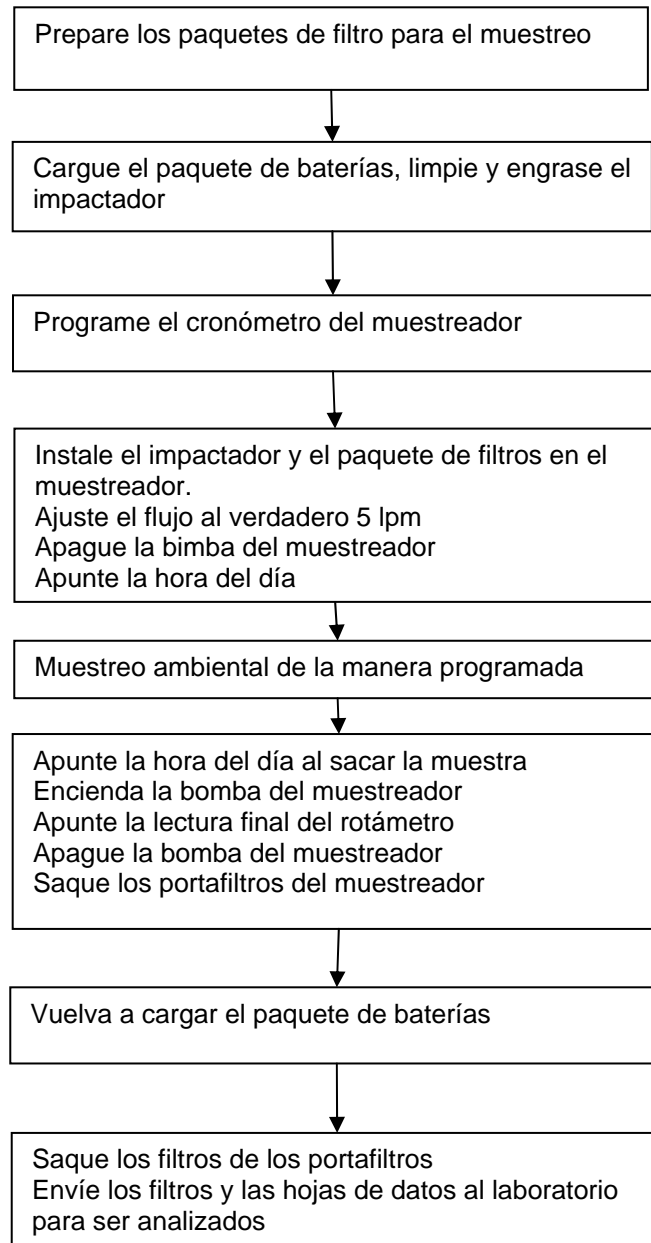 Prepare los paquetes de filtro para el muestreo
Cargue el paquete de baterías, limpie y engrase el
impactador
Programe el cronómetro del muestreador
Instale el impactador y el paquete de filtros en el
muestreador.
Ajuste el flujo al verdadero 5 lpm
Apague la bimba del muestreador
Apunte la hora del día
Muestreo ambiental de la manera programada
Apunte la hora del día al sacar la muestra
Encienda la bomba del muestreador
Apunte la lectura final del rotámetro
Apague la bomba del muestreador
Saque los portafiltros del muestreador
Vuelva a cargar el paquete de baterías
Saque los filtros de los portafiltros
Envíe los filtros y las hojas de datos al laboratorio
para ser analizados